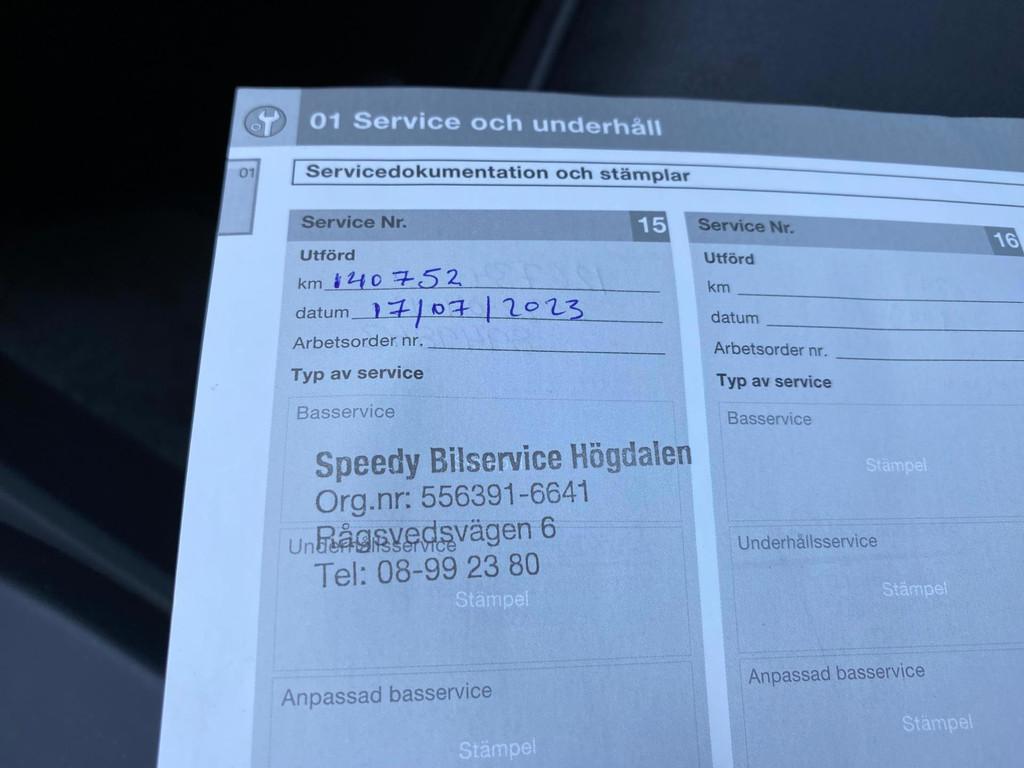 01 Service och underhåll
01
Servicedokumentation och stämplar
Service Nr. 15
Utförd
km 140752
datum 17/07/2023
Arbetsorder nr.
Typ av service
Basservice
Speedy Bilservice Högdalen
Org.nr: 556391-6641
Rågsvedsvägen 6
Underhållsservice
Tel: 08-99 23 80
Stämpel
Anpassad basservice
Stämpel
Service Nr. 16
Utförd
km
datum
Arbetsorder nr.
Typ av service
Basservice
Stämpel
Underhållsservice
Stämpel
Anpassad basservice
Stämpel